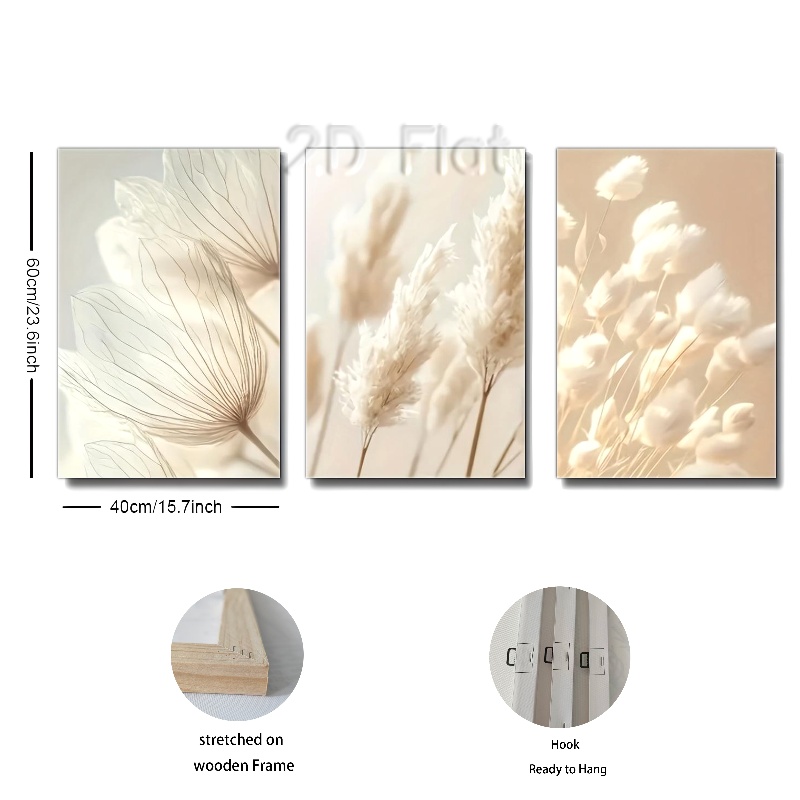 2D Flat
60cm/23.6inch
40cm/15.7inch
stretched on
wooden Frame
Hook
Ready to Hang